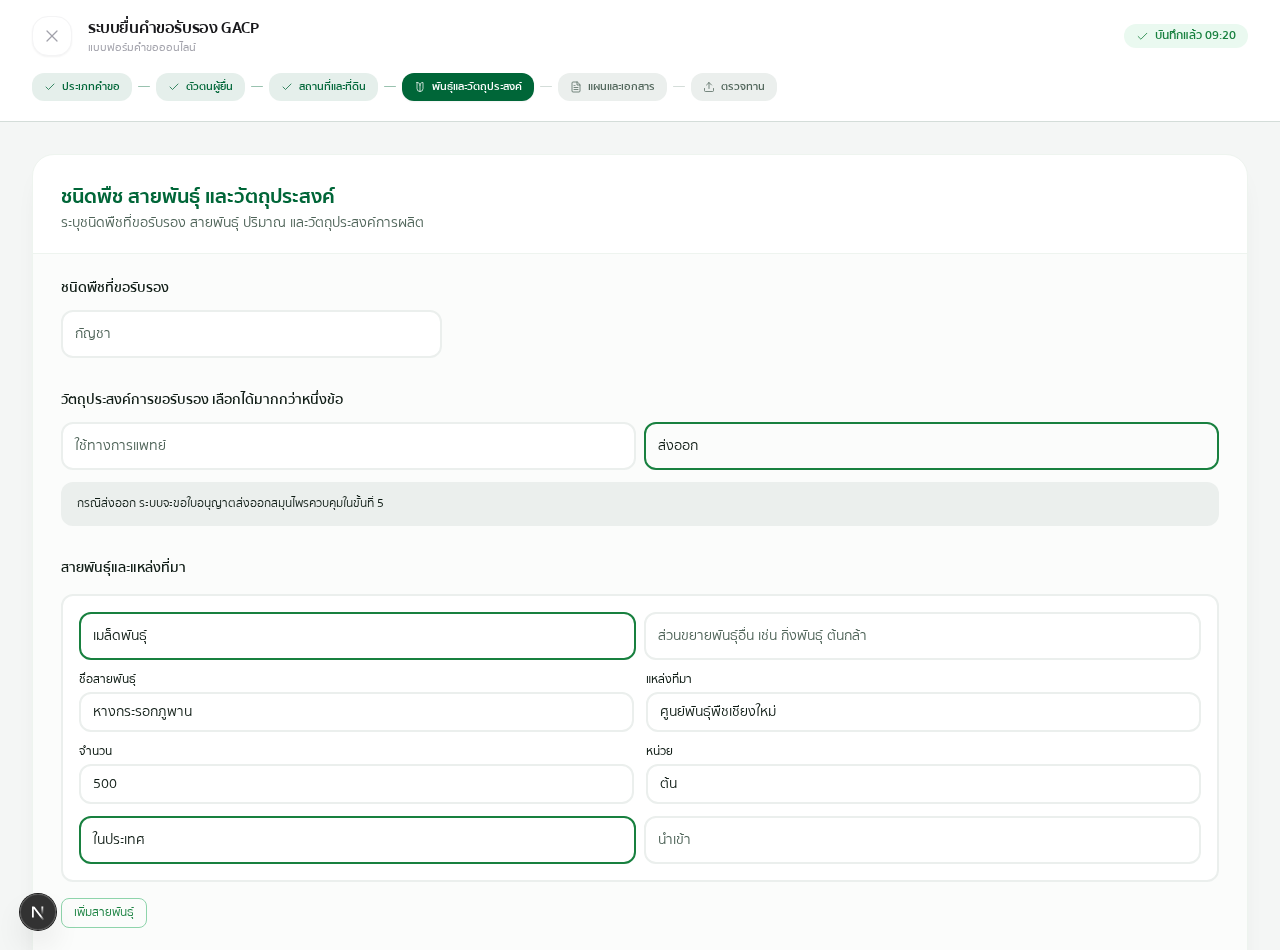 ระบบยื่นคำขอรับรอง GACP
แบบฟอร์มคำขอออนไลน์
บันทึกแล้ว 09:20
ประเภทคำขอ
ตัวตนผู้ยื่น
สถานที่และที่ดิน
พันธุ์และวัตถุประสงค์
แผนและเอกสาร
ตรวจทาน
ชนิดพืช สายพันธุ์ และวัตถุประสงค์
ระบุชนิดพืชที่ขอรับรอง สายพันธุ์ ปริมาณ และวัตถุประสงค์การผลิต
ชนิดพืชที่ขอรับรอง
กัญชา
วัตถุประสงค์การขอรับรอง เลือกได้มากกว่าหนึ่งข้อ
ใช้ทางการแพทย์
ส่งออก
กรณีส่งออก ระบบจะขอใบอนุญาตส่งออกสมุนไพรควบคุมในขั้นที่ 5
สายพันธุ์และแหล่งที่มา
เมล็ดพันธุ์
ส่วนขยายพันธุ์อื่น เช่น กิ่งพันธุ์ ต้นกล้า
ชื่อสายพันธุ์
แหล่งที่มา
หางกระรอกภูพาน
ศูนย์พันธุ์พืชเชียงใหม่
จำนวน
หน่วย
500
ต้น
ในประเทศ
นำเข้า
N
เพิ่มสายพันธุ์